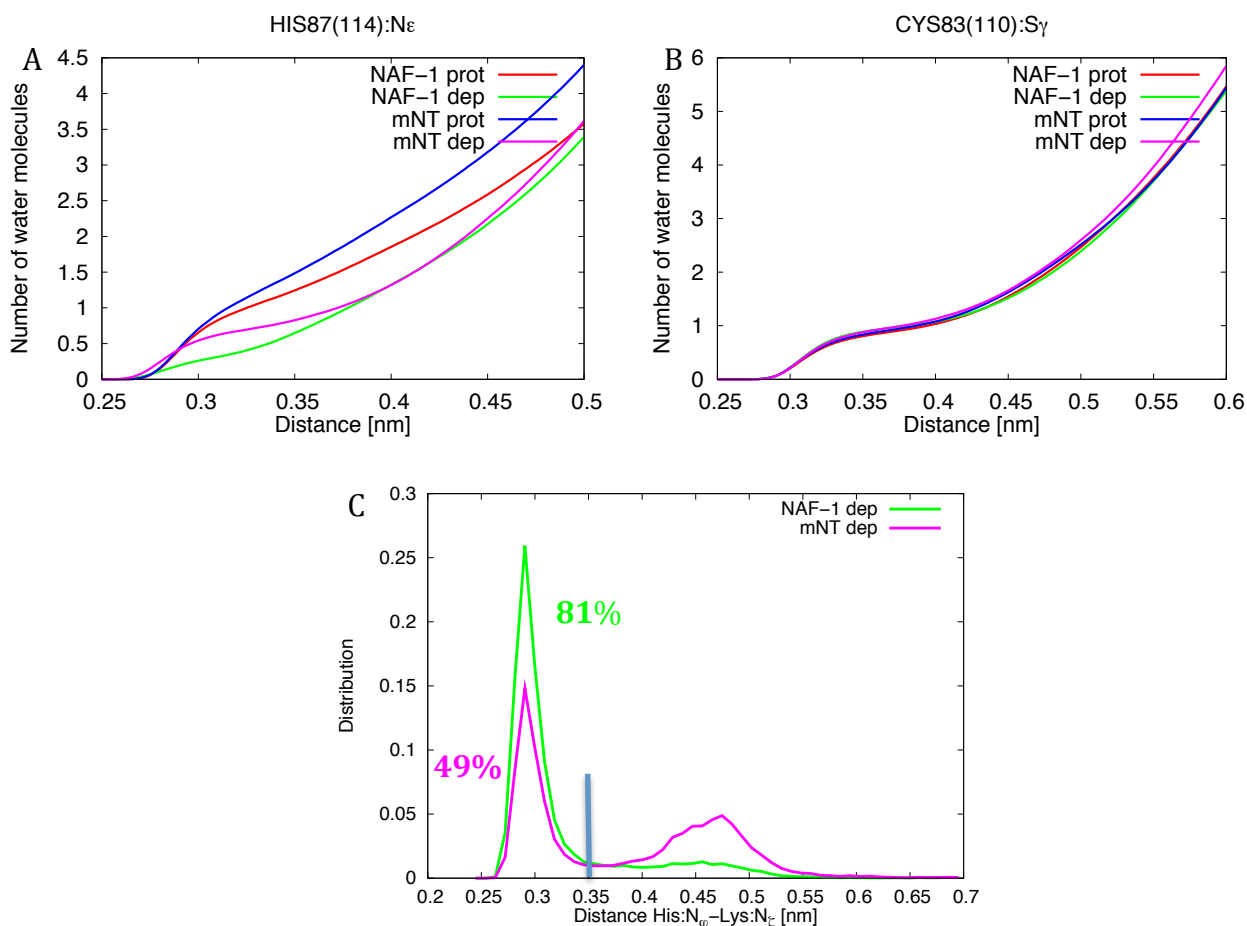 HIS87(114):Nε
CYS83(110):Sγ
A
4.5
4
3.5
3
2.5
2
1.5
1
0.5
0
Number of water molecules
NAF-1 prot
NAF-1 dep
mNT prot
mNT dep
0.25 0.3 0.35 0.4 0.45 0.5
Distance [nm]
B
6
5
4
3
2
1
0
Number of water molecules
NAF-1 prot
NAF-1 dep
mNT prot
mNT dep
0.25 0.3 0.35 0.4 0.45 0.5 0.55 0.6
Distance [nm]
C
0.3
0.25
0.2
0.15
0.1
0.05
0
Distribution
NAF-1 dep
mNT dep
81%
49%
0.2 0.25 0.3 0.35 0.4 0.45 0.5 0.55 0.6 0.65 0.7
Distance His:Nφ-Lys:Nζ [nm]